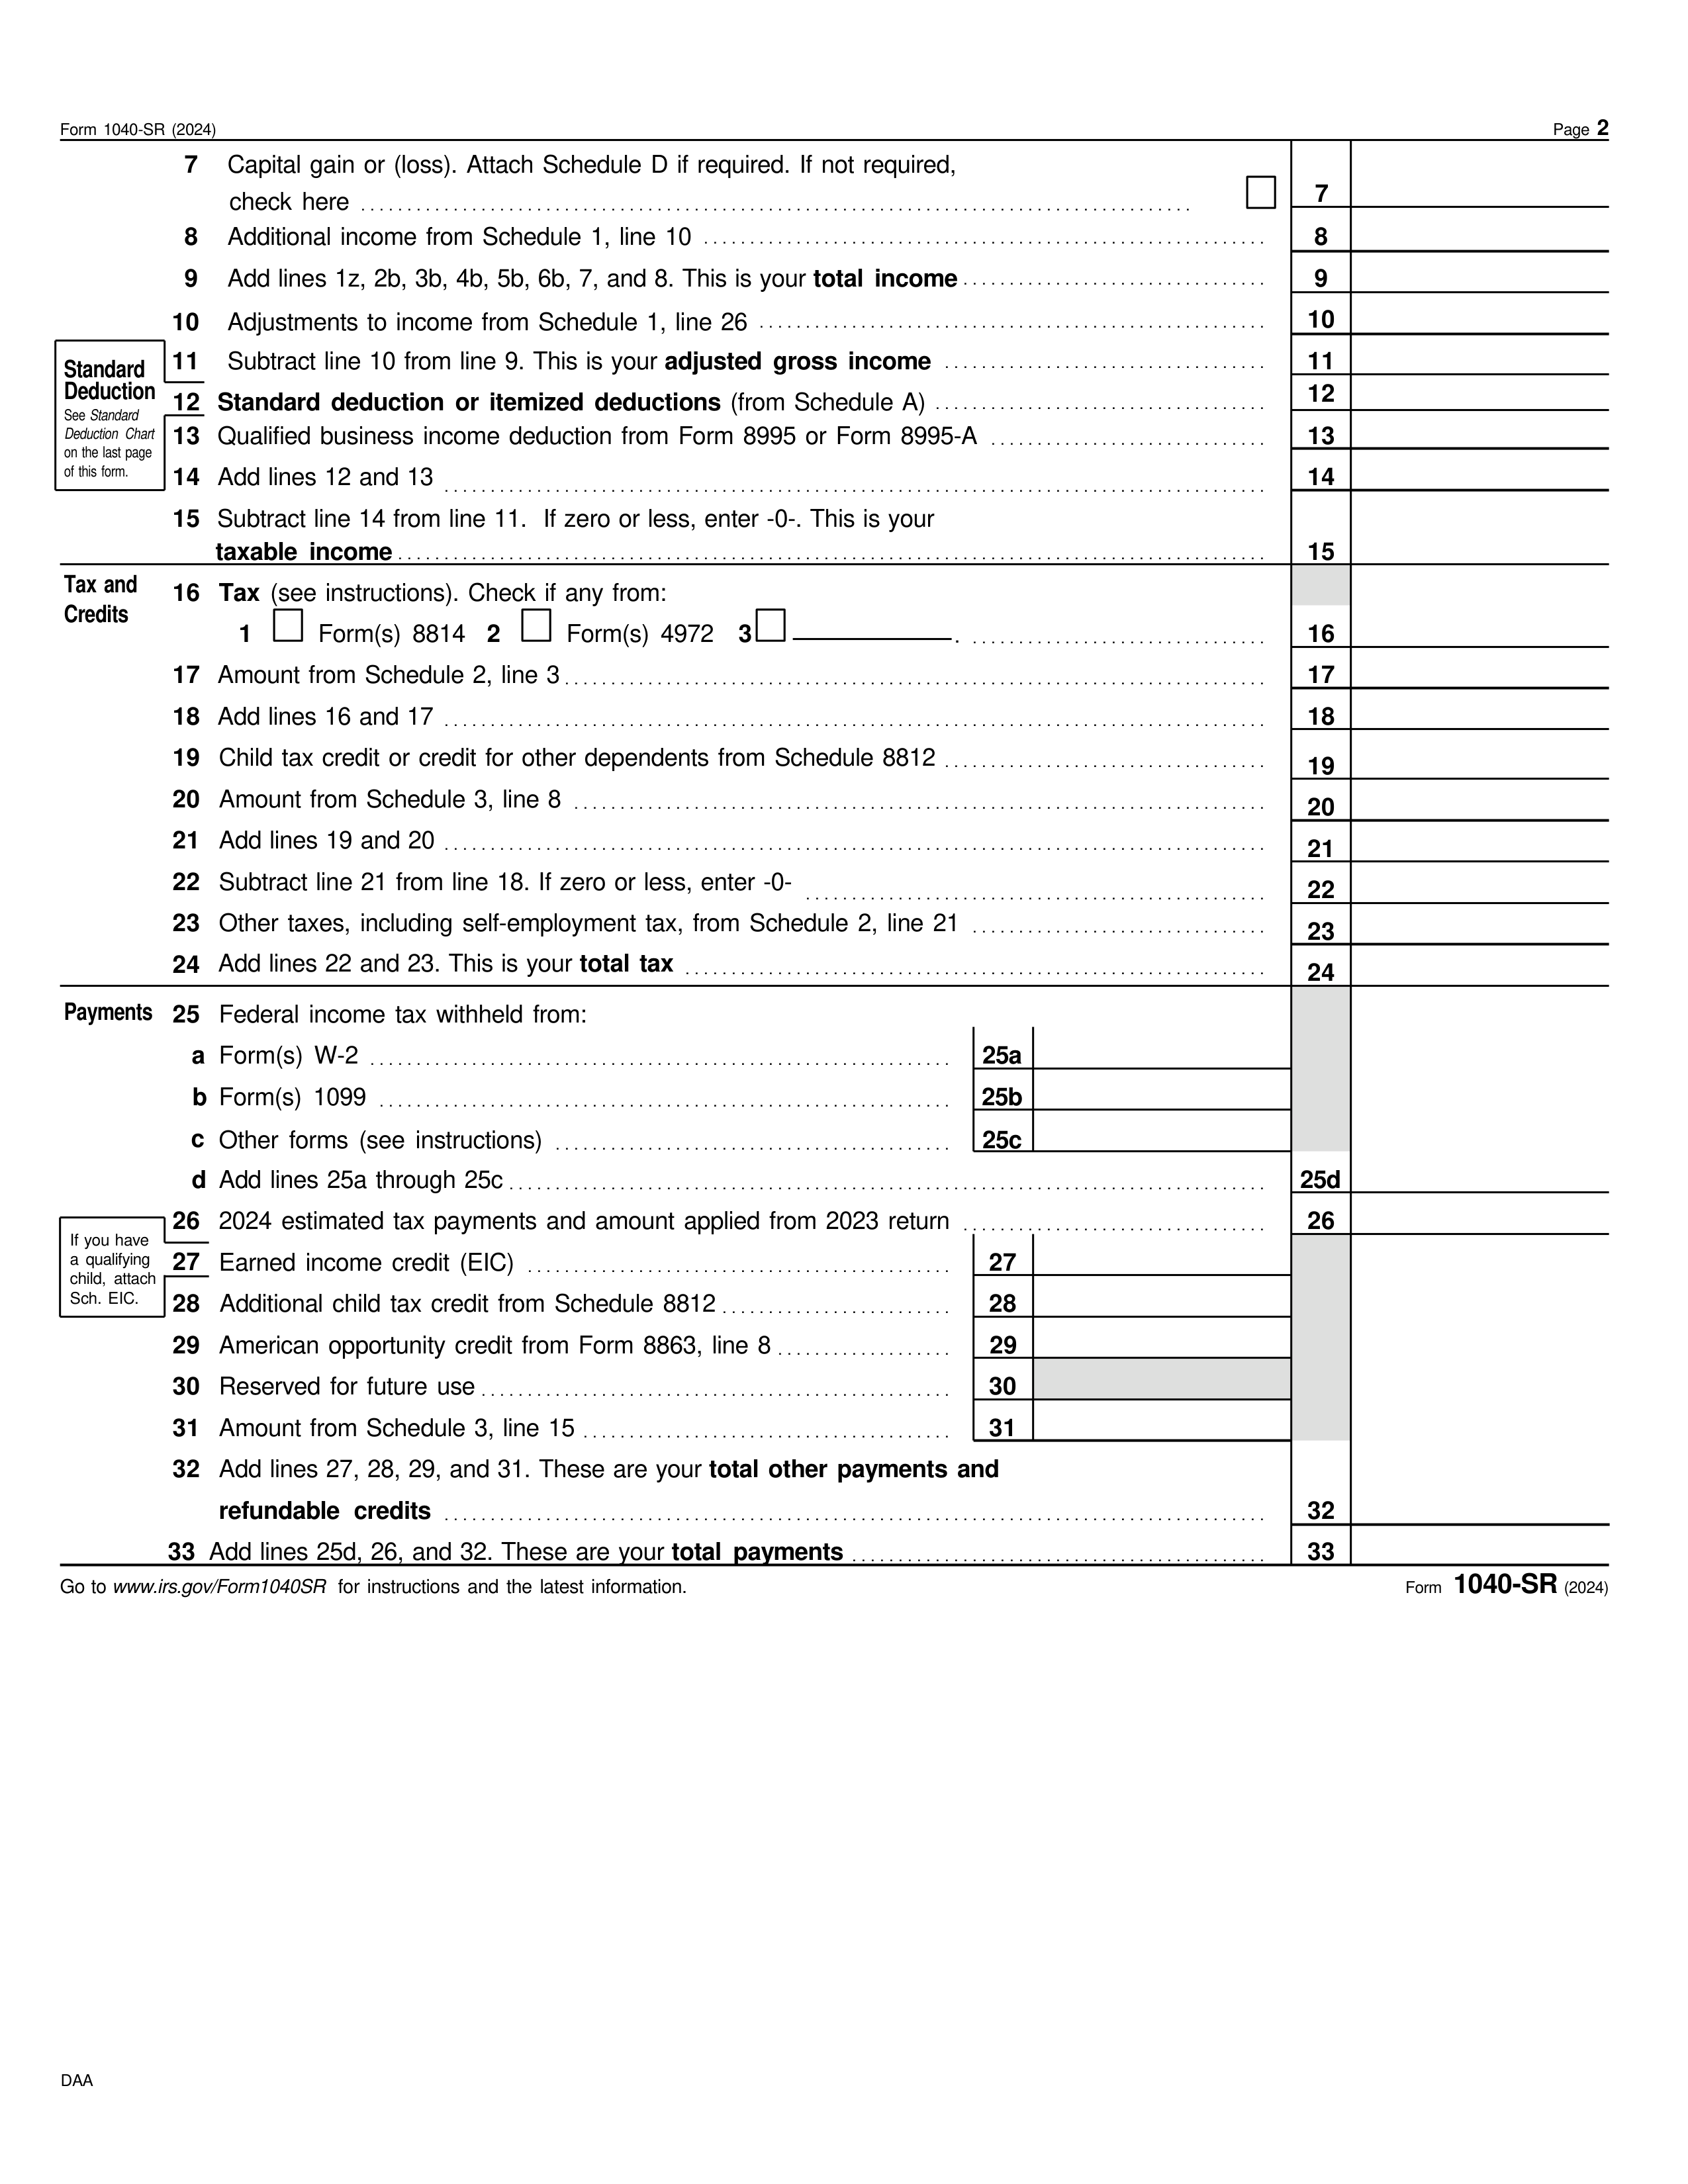 Form 1040-SR (2024) Page 2
7 Capital gain or (loss). Attach Schedule D if required. If not required,
check here 7
8 Additional income from Schedule 1, line 10 8
9 Add lines 1z, 2b, 3b, 4b, 5b, 6b, 7, and 8. This is your total income 9
10 Adjustments to income from Schedule 1, line 26 10
Standard
Deduction
See Standard
Deduction Chart
on the last page
of this form.
11 Subtract line 10 from line 9. This is your adjusted gross income 11
12 Standard deduction or itemized deductions (from Schedule A) 12
13 Qualified business income deduction from Form 8995 or Form 8995-A 13
14 Add lines 12 and 13 14
15 Subtract line 14 from line 11. If zero or less, enter -0-. This is your
taxable income 15
Tax and
Credits
16 Tax (see instructions). Check if any from:
1 Form(s) 8814 2 Form(s) 4972 3 . 16
17 Amount from Schedule 2, line 3 17
18 Add lines 16 and 17 18
19 Child tax credit or credit for other dependents from Schedule 8812 19
20 Amount from Schedule 3, line 8 20
21 Add lines 19 and 20 21
22 Subtract line 21 from line 18. If zero or less, enter -0- 22
23 Other taxes, including self-employment tax, from Schedule 2, line 21 23
24 Add lines 22 and 23. This is your total tax 24
Payments 25 Federal income tax withheld from:
a Form(s) W-2 25a
b Form(s) 1099 25b
c Other forms (see instructions) 25c
d Add lines 25a through 25c 25d
26 2024 estimated tax payments and amount applied from 2023 return 26
If you have
a qualifying
child, attach
Sch. EIC.
27 Earned income credit (EIC) 27
28 Additional child tax credit from Schedule 8812 28
29 American opportunity credit from Form 8863, line 8 29
30 Reserved for future use 30
31 Amount from Schedule 3, line 15 31
32 Add lines 27, 28, 29, and 31. These are your total other payments and
refundable credits 32
33 Add lines 25d, 26, and 32. These are your total payments 33
Go to www.irs.gov/Form1040SR for instructions and the latest information. Form 1040-SR (2024)
DAA